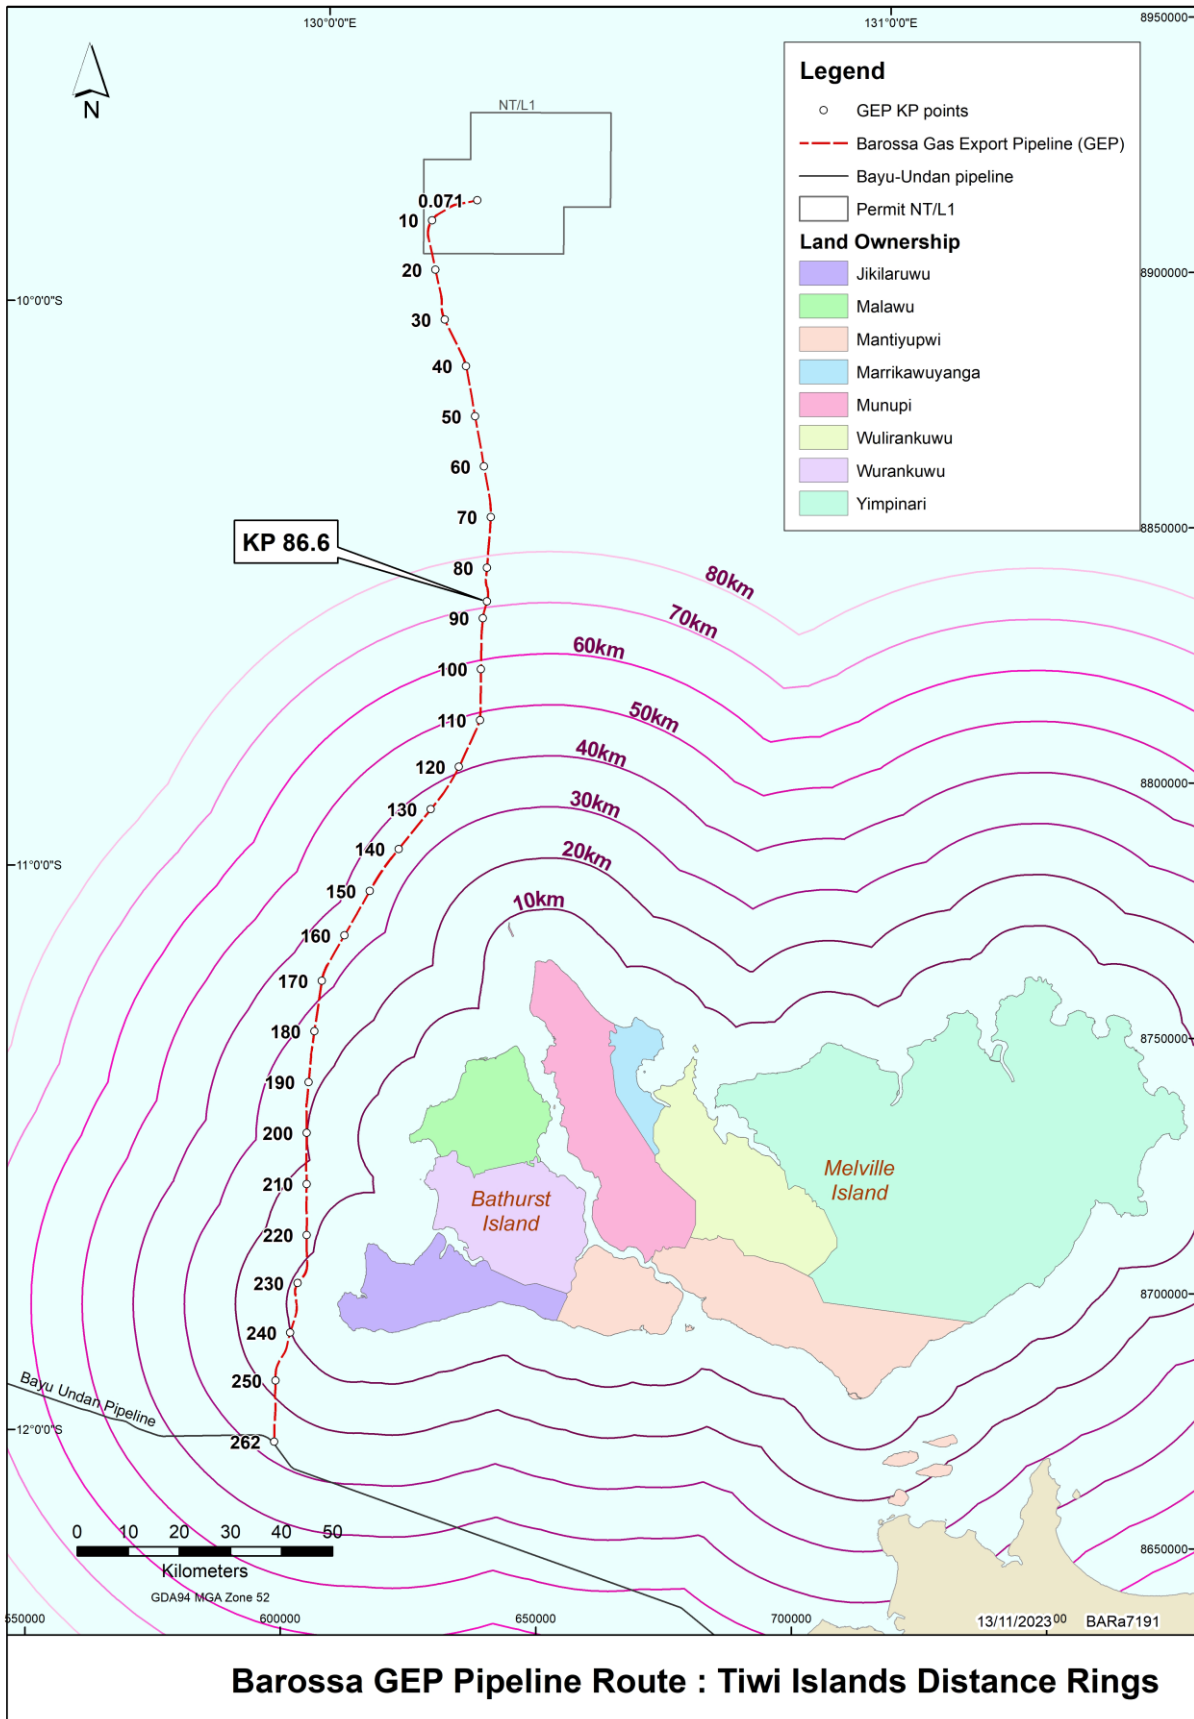 130°0'0"E
131°0'0"E
8950000
N
NT/L1
Legend
GEP KP points
Barossa Gas Export Pipeline (GEP)
Bayu-Undan pipeline
Permit NT/L1
Land Ownership
Jikilaruwu
Malawu
Mantiyupwi
Marrikawuyanga
Munupi
Wulirankuwu
Wurankuwu
Yimpinari
0.071
10
20
8900000
10°0'0"S
30
40
50
60
70
8850000
KP 86.6
80
80km
90
70km
60km
100
50km
110
40km
120
8800000
30km
130
20km
140
11°0'0"S
150
10km
160
170
180
8750000
190
200
Melville
Island
210
Bathurst
Island
220
230
8700000
240
250
Bayu Undan Pipeline
12°0'0"S
262
0 10 20 30 40 50
Kilometers
8650000
GDA94 MGA Zone 52
550000
600000
650000
700000
13/11/2023
00
BARa7191
Barossa GEP Pipeline Route : Tiwi Islands Distance Rings